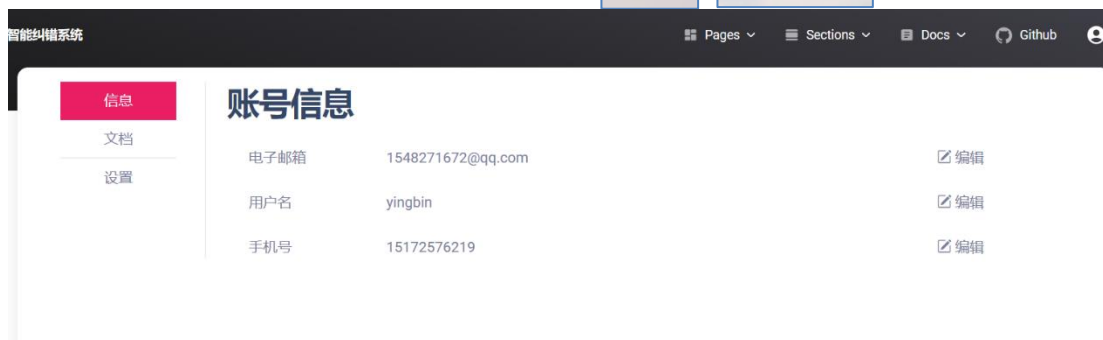 智能纠错系统 Pages Sections Docs Github
信息
文档
设置
账号信息
电子邮箱 1548271672@qq.com 编辑
用户名 yingbin 编辑
手机号 15172576219 编辑